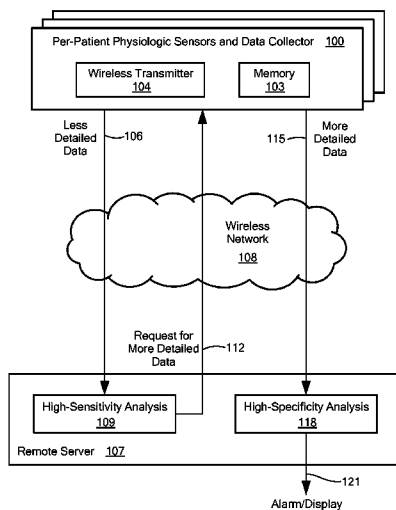 Per-Patient Physiologic Sensors and Data Collector 100
Wireless Transmitter
104
Memory
103
Less
Detailed
Data
106
115
More
Detailed
Data
Wireless
Network
108
Request for
More Detailed
Data
112
High-Sensitivity Analysis
109
High-Specificity Analysis
118
Remote Server 107
121
Alarm/Display